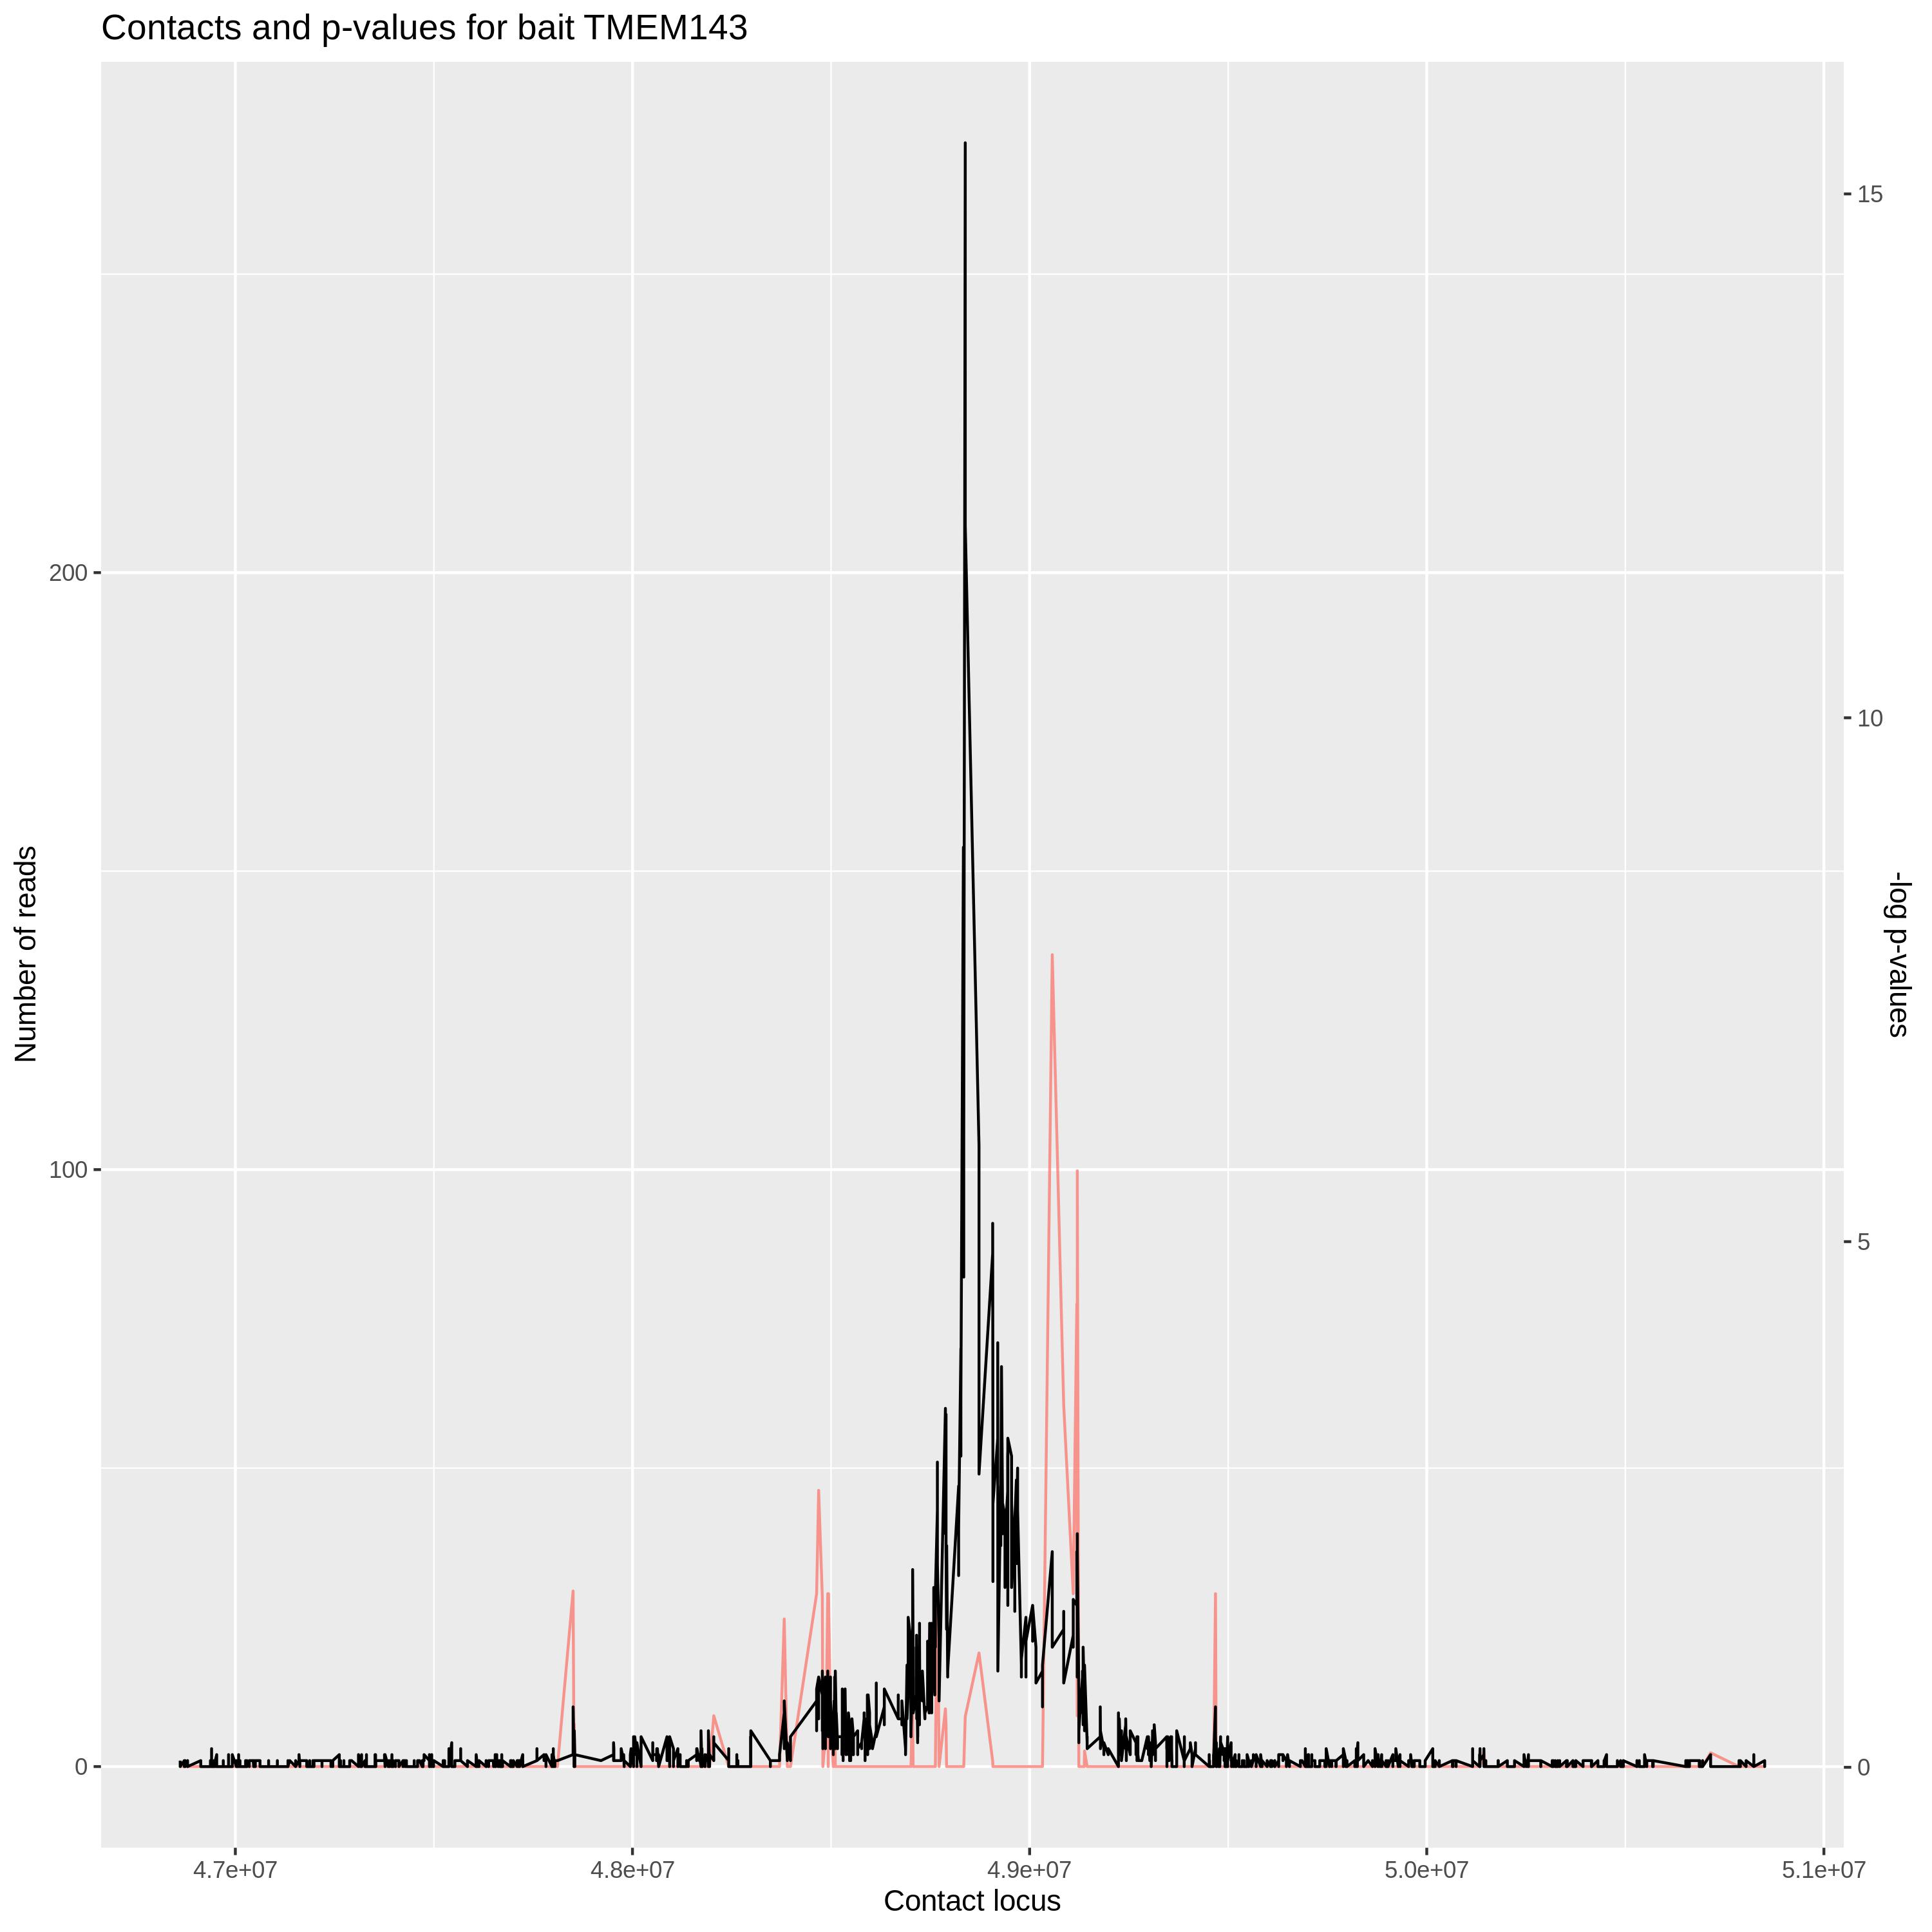 Contacts and p-values for bait TMEM143
15
200
10
Number of reads
-log p-values
100
5
0
0
4.7e+07
4.8e+07
4.9e+07
5.0e+07
5.1e+07
Contact locus